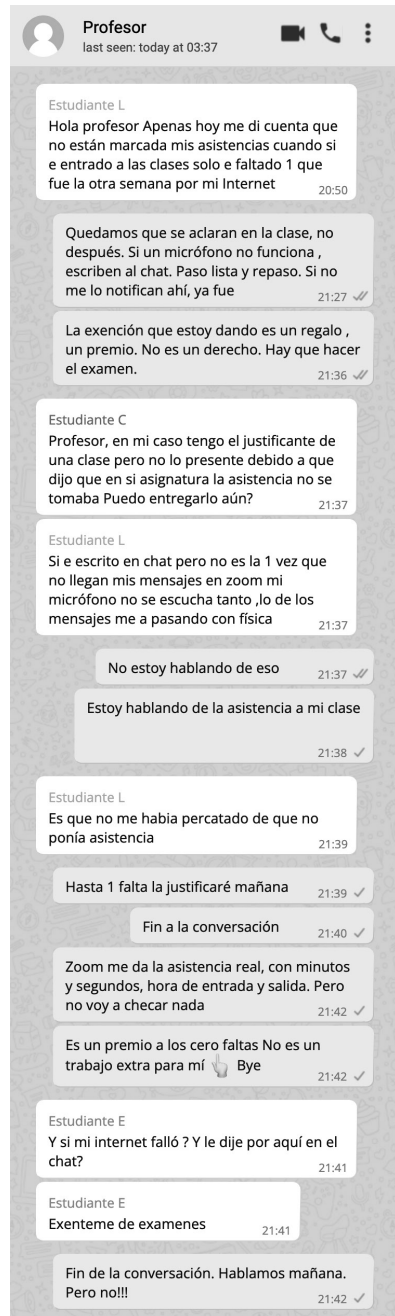 Profesor
last seen: today at 03:37
Estudiante L
Hola profesor Apenas hoy me di cuenta que
no están marcada mis asistencias cuando si
e entrado a las clases solo e faltado 1 que
fue la otra semana por mi Internet
20:50
Quedamos que se aclaran en la clase, no
después. Si un micrófono no funciona ,
escriben al chat. Paso lista y repaso. Si no
me lo notifican ahí, ya fue
21:27
La exención que estoy dando es un regalo ,
un premio. No es un derecho. Hay que hacer
el examen.
21:36
Estudiante C
Profesor, en mi caso tengo el justificante de
una clase pero no lo presente debido a que
dijo que en si asignatura la asistencia no se
tomaba Puedo entregarlo aún?
21:37
Estudiante L
Si e escrito en chat pero no es la 1 vez que
no llegan mis mensajes en zoom mi
micrófono no se escucha tanto ,lo de los
mensajes me a pasando con física
21:37
No estoy hablando de eso
21:37
Estoy hablando de la asistencia a mi clase
21:38
Estudiante L
Es que no me habia percatado de que no
ponía asistencia
21:39
Hasta 1 falta la justificaré mañana
21:39
Fin a la conversación
21:40
Zoom me da la asistencia real, con minutos
y segundos, hora de entrada y salida. Pero
no voy a checar nada
21:42
Es un premio a los cero faltas No es un
trabajo extra para mí 👆 Bye
21:42
Estudiante E
Y si mi internet falló ? Y le dije por aquí en el
chat?
21:41
Estudiante E
Exenteme de examenes
21:41
Fin de la conversación. Hablamos mañana.
Pero no!!!
21:42